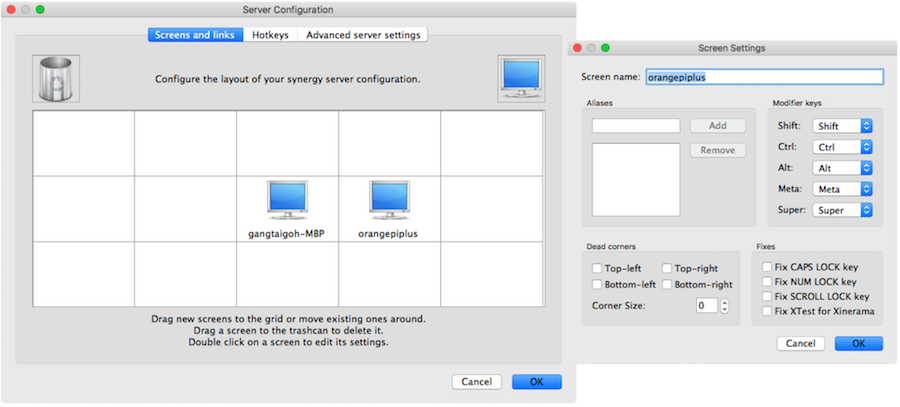 Server Configuration
Screens and links
Hotkeys
Advanced server settings
Configure the layout of your synergy server configuration.
gangtaigoh-MBP
orangepiplus
Drag new screens to the grid or move existing ones around.
Drag a screen to the trashcan to delete it.
Double click on a screen to edit its settings.
Cancel
OK
Screen Settings
Screen name:
orangepiplus
Aliases
Add
Remove
Modifier keys
Shift: Shift
Ctrl: Ctrl
Alt: Alt
Meta: Meta
Super: Super
Dead corners
Top-left Top-right
Bottom-left Bottom-right
Corner Size: 0
Fixes
Fix CAPS LOCK key
Fix NUM LOCK key
Fix SCROLL LOCK key
Fix XTest for Xinerama
Cancel
OK